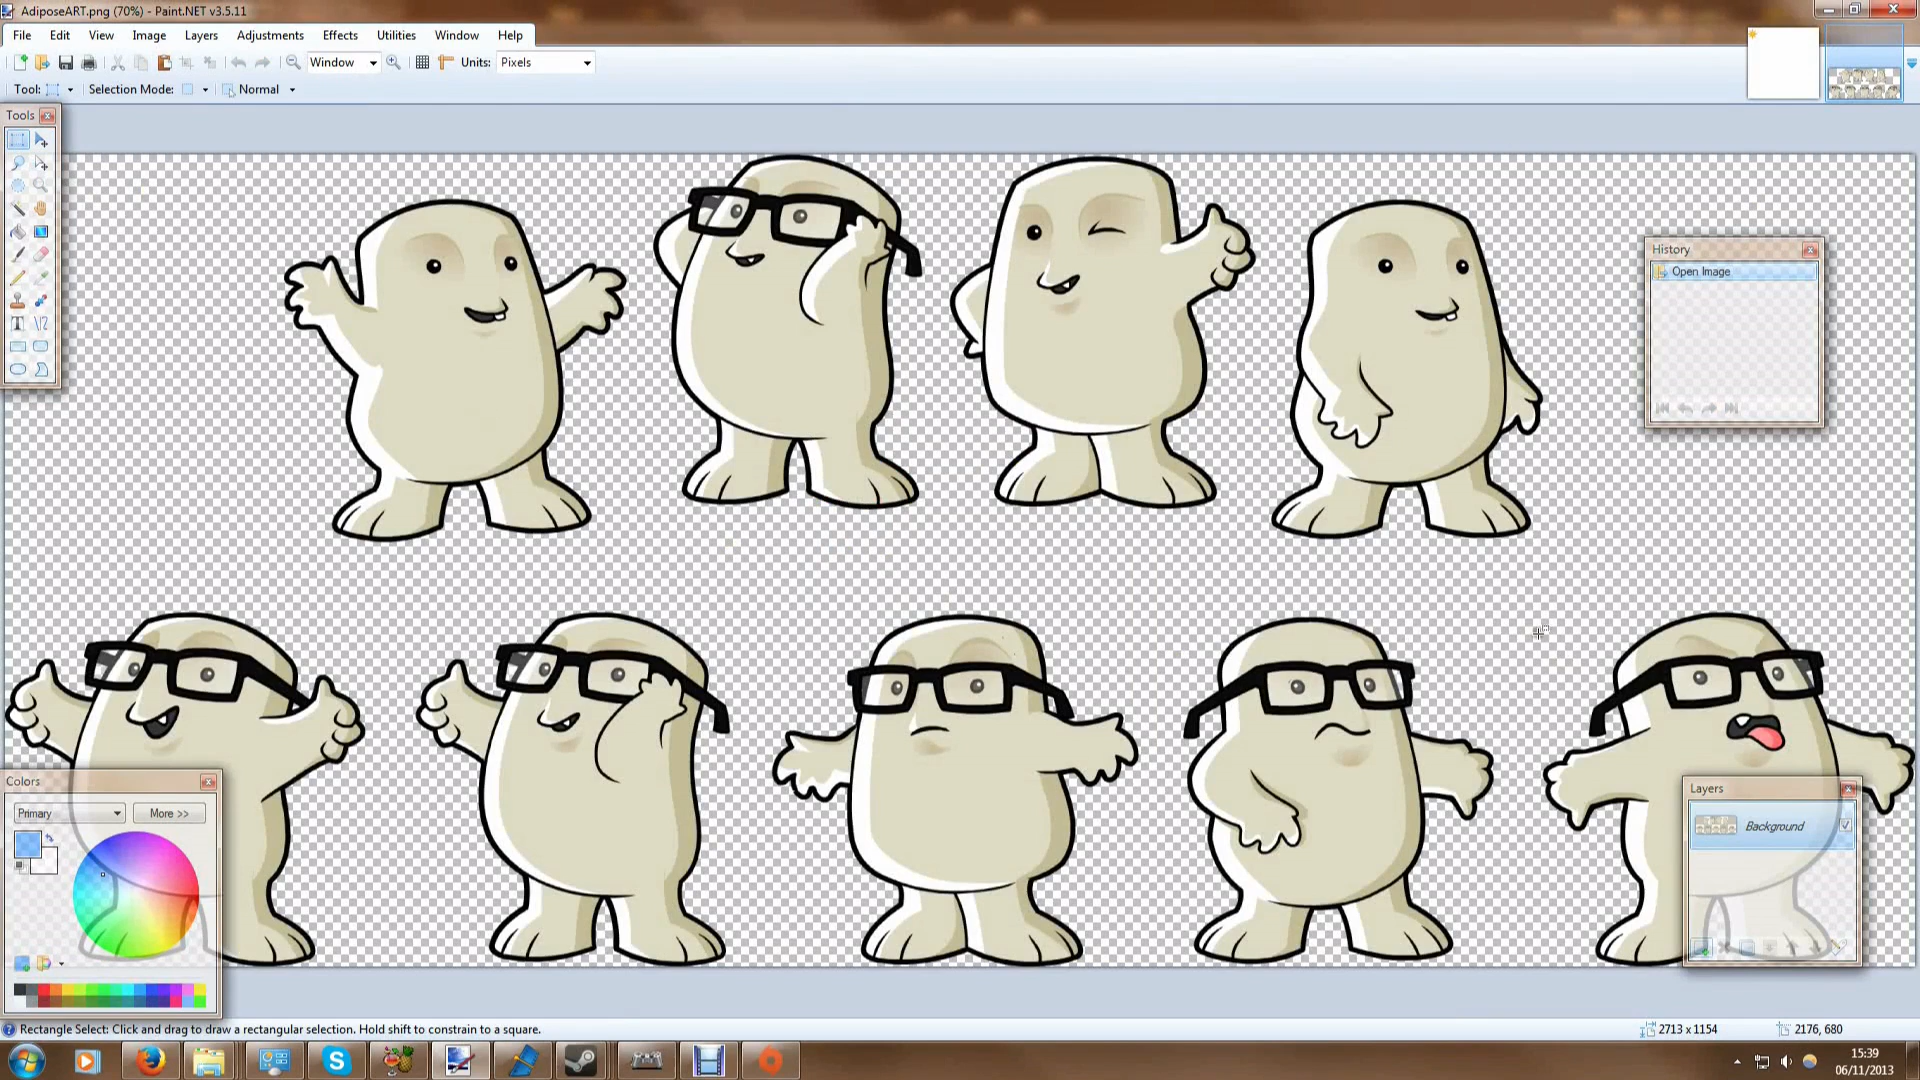 AdiposeART.png (70%) - Paint.NET v3.5.11
File Edit View Image Layers Adjustments Effects Utilities Window Help
Window Units: Pixels
Tool: Selection Mode: Normal
Tools
History
Open Image
Colors
Primary More >>
Layers
Background
Rectangle Select: Click and drag to draw a rectangular selection. Hold shift to constrain to a square.
2713 x 1154 2176, 680
15:39
06/11/2013